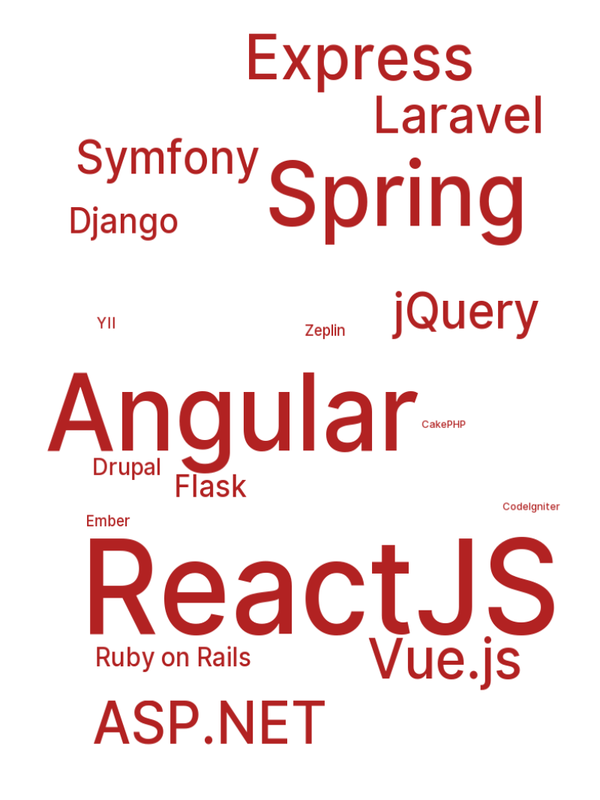 Express
Laravel
Symfony
Spring
Django
jQuery
YII
Zeplin
Angular
CakePHP
Drupal
Flask
CodeIgniter
Ember
ReactJS
Ruby on Rails
Vue.js
ASP.NET